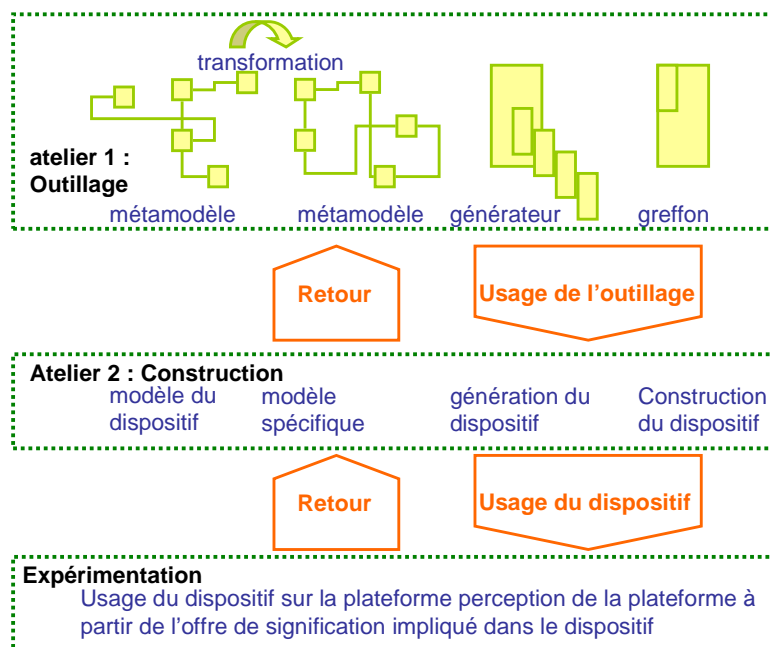 transformation
atelier 1 :
Outillage
métamodèle
métamodèle
générateur
greffon
Retour
Usage de l'outillage
Atelier 2 : Construction
modèle du
dispositif
modèle
spécifique
génération du
dispositif
Construction
du dispositif
Retour
Usage du dispositif
Expérimentation
Usage du dispositif sur la plateforme perception de la plateforme à
partir de l'offre de signification impliqué dans le dispositif